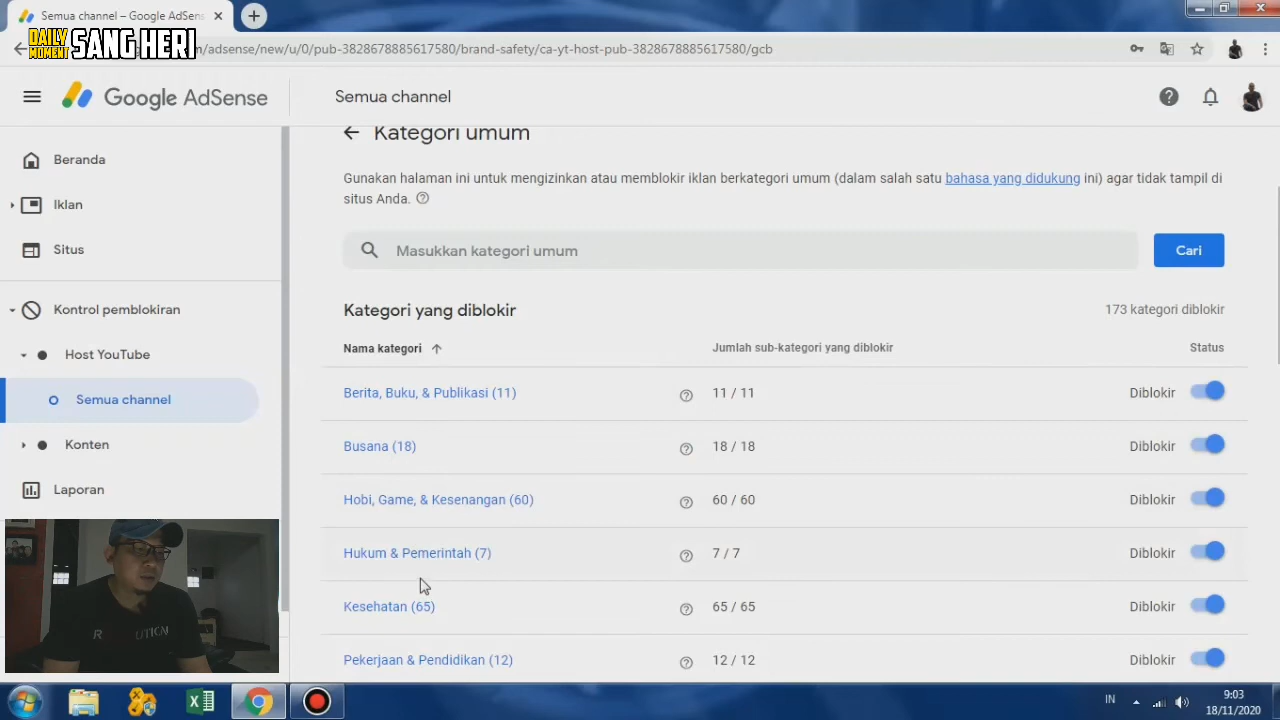 Semua channel – Google AdSens
DAILY MOMENT SANG HERI
m/adsense/new/u/0/pub-3828678885617580/brand-safety/ca-yt-host-pub-3828678885617580/gcb
Google AdSense
Semua channel
Kategori umum
Gunakan halaman ini untuk mengizinkan atau memblokir iklan berkategori umum (dalam salah satu bahasa yang didukung ini) agar tidak tampil di
situs Anda.
Masukkan kategori umum
Cari
Beranda
Iklan
Situs
Kontrol pemblokiran
Host YouTube
Semua channel
Konten
Laporan
Kategori yang diblokir
173 kategori diblokir
Nama kategori Jumlah sub-kategori yang diblokir Status
Berita, Buku, & Publikasi (11) 11 / 11 Diblokir
Busana (18) 18 / 18 Diblokir
Hobi, Game, & Kesenangan (60) 60 / 60 Diblokir
Hukum & Pemerintah (7) 7 / 7 Diblokir
Kesehatan (65) 65 / 65 Diblokir
Pekerjaan & Pendidikan (12) 12 / 12 Diblokir
IN
9:03
18/11/2020